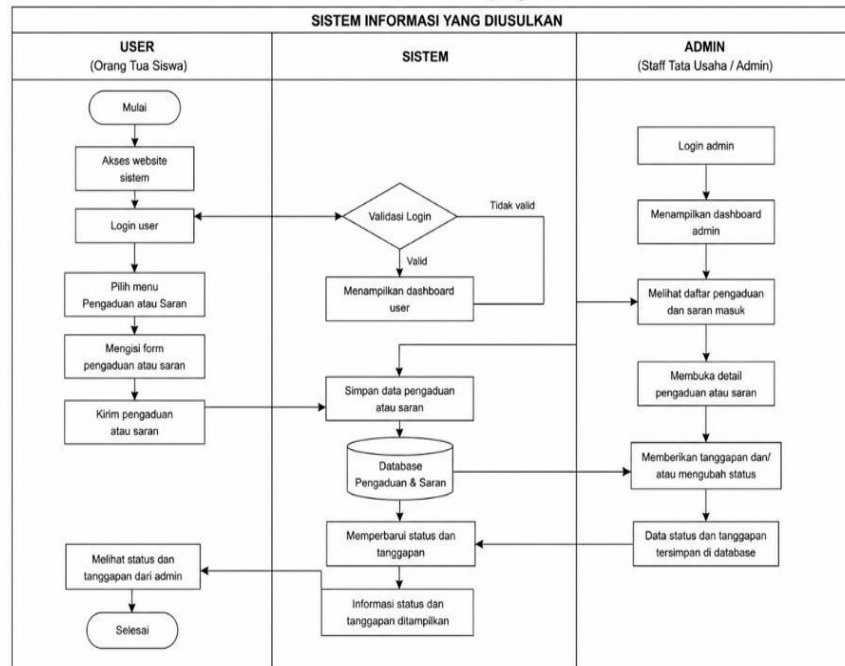 SISTEM INFORMASI YANG DIUSULKAN
USER
(Orang Tua Siswa)
SISTEM
ADMIN
(Staff Tata Usaha / Admin)
Mulai
Akses website
sistem
Login user
Pilih menu
Pengaduan atau Saran
Mengisi form
pengaduan atau saran
Kirim pengaduan
atau saran
Melihat status dan
tanggapan dari admin
Selesai
Validasi Login
Tidak valid
Valid
Menampilkan dashboard
user
Simpan data pengaduan
atau saran
Database
Pengaduan & Saran
Memperbarui status dan
tanggapan
Informasi status dan
tanggapan ditampilkan
Login admin
Menampilkan dashboard
admin
Melihat daftar pengaduan
dan saran masuk
Membuka detail
pengaduan atau saran
Memberikan tanggapan dan/
atau mengubah status
Data status dan tanggapan
tersimpan di database